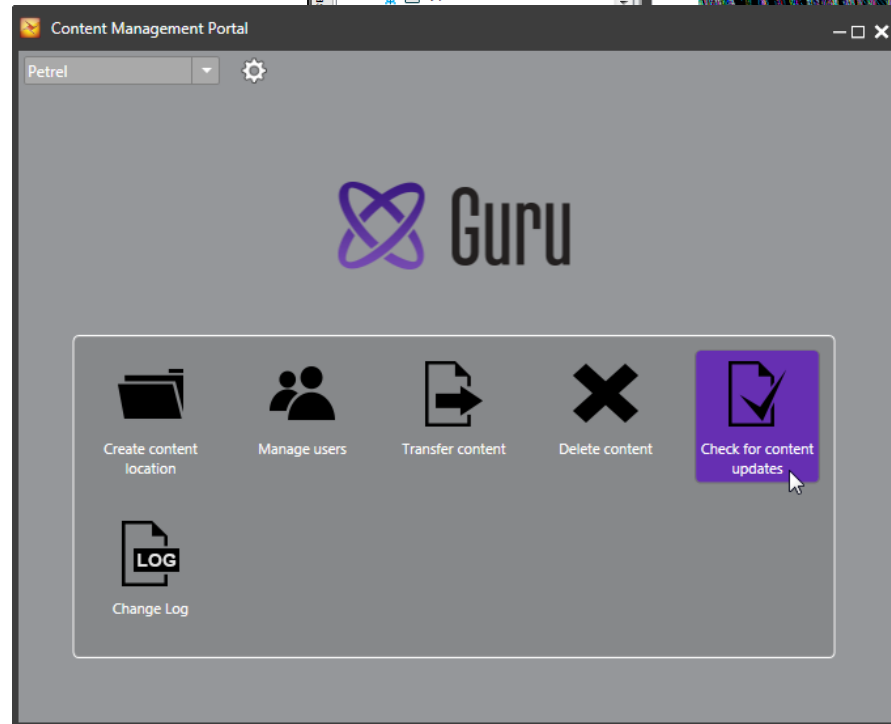 Content Management Portal
Petrel
Guru
Create content
location
Manage users
Transfer content
Delete content
Check for content
updates
LOG
Change Log